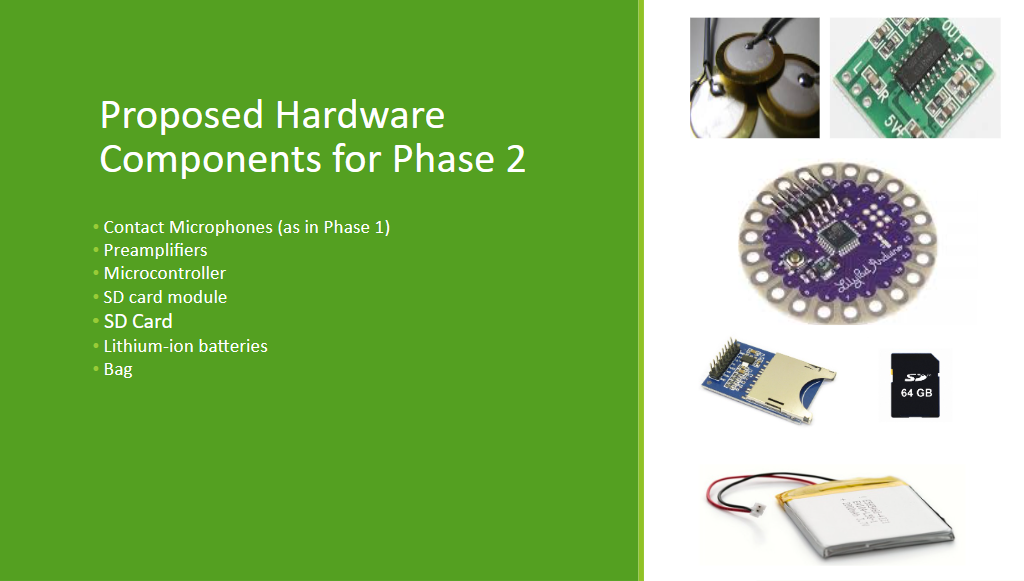 Proposed Hardware
Components for Phase 2
• Contact Microphones (as in Phase 1)
• Preamplifiers
• Microcontroller
• SD card module
• SD Card
• Lithium-ion batteries
• Bag
OUT
5V
LilyPad Arduino
SD
64 GB